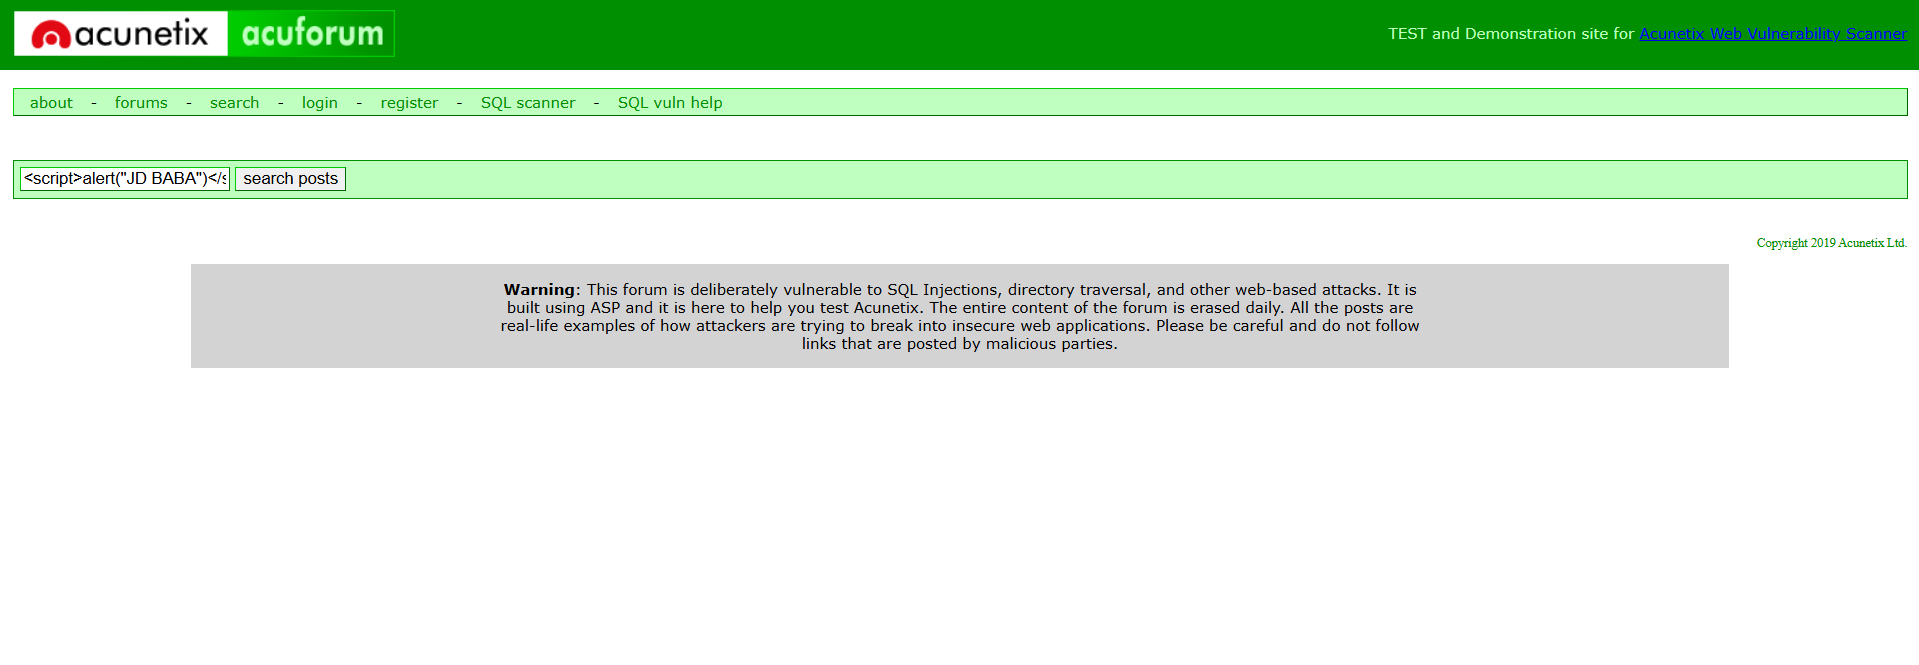 acunetix acuforum
TEST and Demonstration site for Acunetix Web Vulnerability Scanner
about - forums - search - login - register - SQL scanner - SQL vuln help
<script>alert("JD BABA")</s search posts
Copyright 2019 Acunetix Ltd.
Warning: This forum is deliberately vulnerable to SQL Injections, directory traversal, and other web-based attacks. It is
built using ASP and it is here to help you test Acunetix. The entire content of the forum is erased daily. All the posts are
real-life examples of how attackers are trying to break into insecure web applications. Please be careful and do not follow
links that are posted by malicious parties.